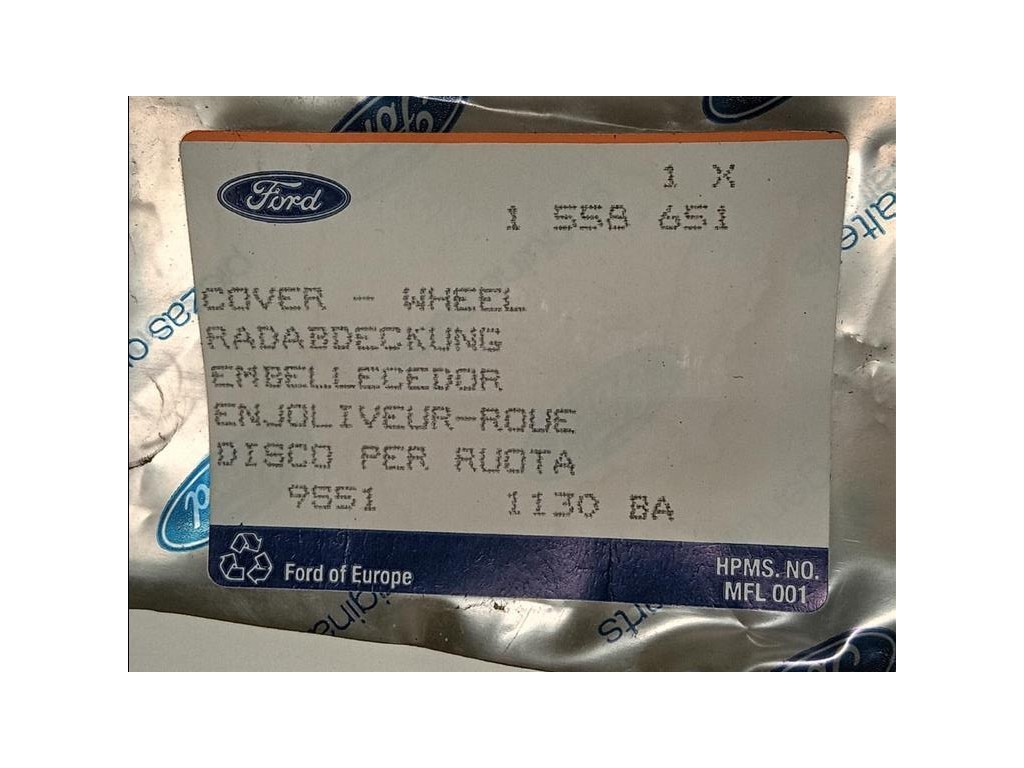 Ford
1 X
1 558 651
COVER - WHEEL
RADABDECKUNG
EMBELLECEDOR
ENJOLIVEUR-ROUE
DISCO PER RUOTA
9551 1130 BA
Ford of Europe
HPMS. NO.
MFL 001